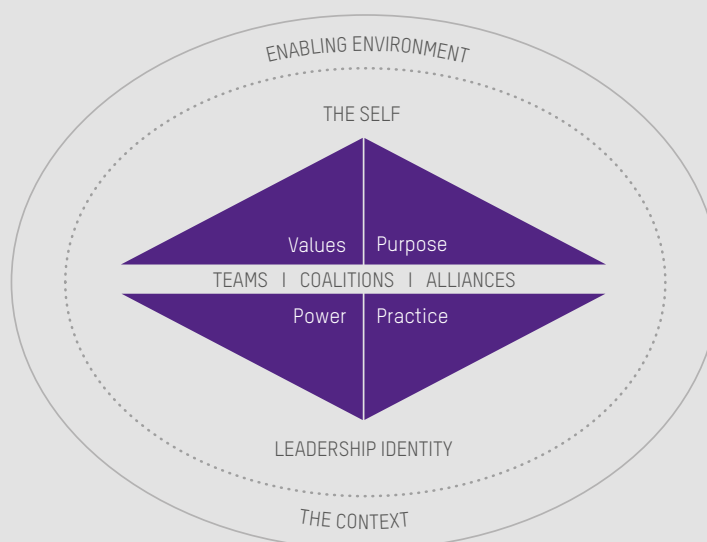 ENABLING ENVIRONMENT
THE SELF
Values Purpose
TEAMS | COALITIONS | ALLIANCES
Power Practice
LEADERSHIP IDENTITY
THE CONTEXT